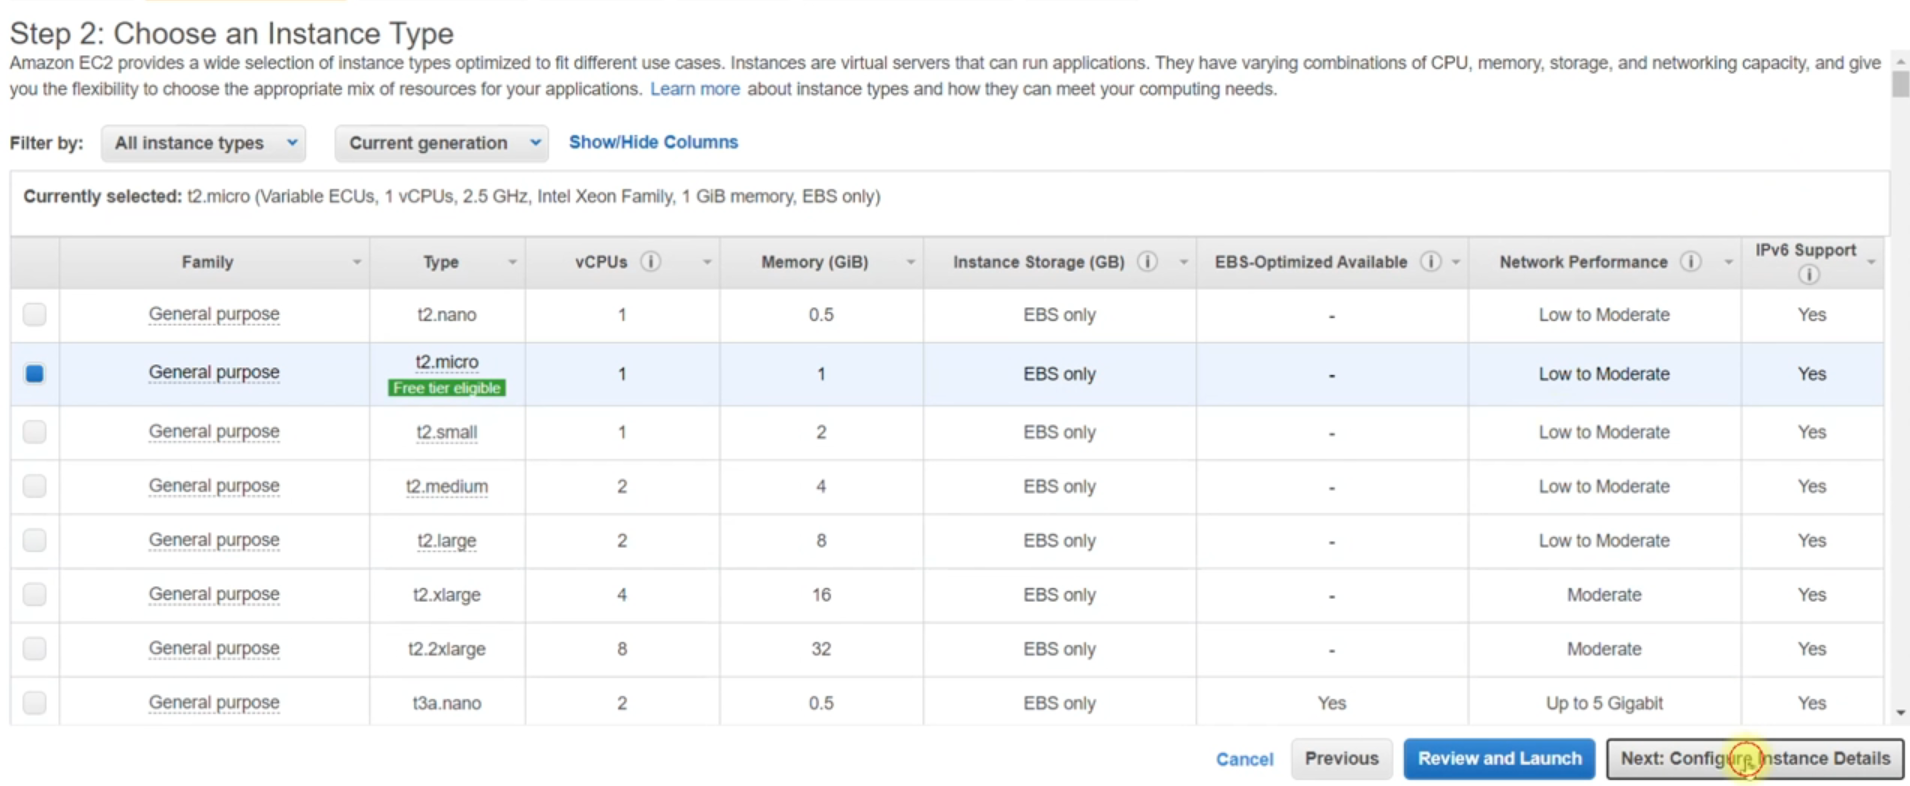 Step 2: Choose an Instance Type
Amazon EC2 provides a wide selection of instance types optimized to fit different use cases. Instances are virtual servers that can run applications. They have varying combinations of CPU, memory, storage, and networking capacity, and give
you the flexibility to choose the appropriate mix of resources for your applications. Learn more about instance types and how they can meet your computing needs.
Filter by: All instance types Current generation Show/Hide Columns
Currently selected: t2.micro (Variable ECUs, 1 vCPUs, 2.5 GHz, Intel Xeon Family, 1 GiB memory, EBS only)
Family Type vCPUs i Memory (GiB) Instance Storage (GB) i EBS-Optimized Available i Network Performance i IPv6 Support i
General purpose t2.nano 1 0.5 EBS only - Low to Moderate Yes
General purpose t2.micro Free tier eligible 1 1 EBS only - Low to Moderate Yes
General purpose t2.small 1 2 EBS only - Low to Moderate Yes
General purpose t2.medium 2 4 EBS only - Low to Moderate Yes
General purpose t2.large 2 8 EBS only - Low to Moderate Yes
General purpose t2.xlarge 4 16 EBS only - Moderate Yes
General purpose t2.2xlarge 8 32 EBS only - Moderate Yes
General purpose t3a.nano 2 0.5 EBS only Yes Up to 5 Gigabit Yes
Cancel Previous Review and Launch Next: Configure Instance Details